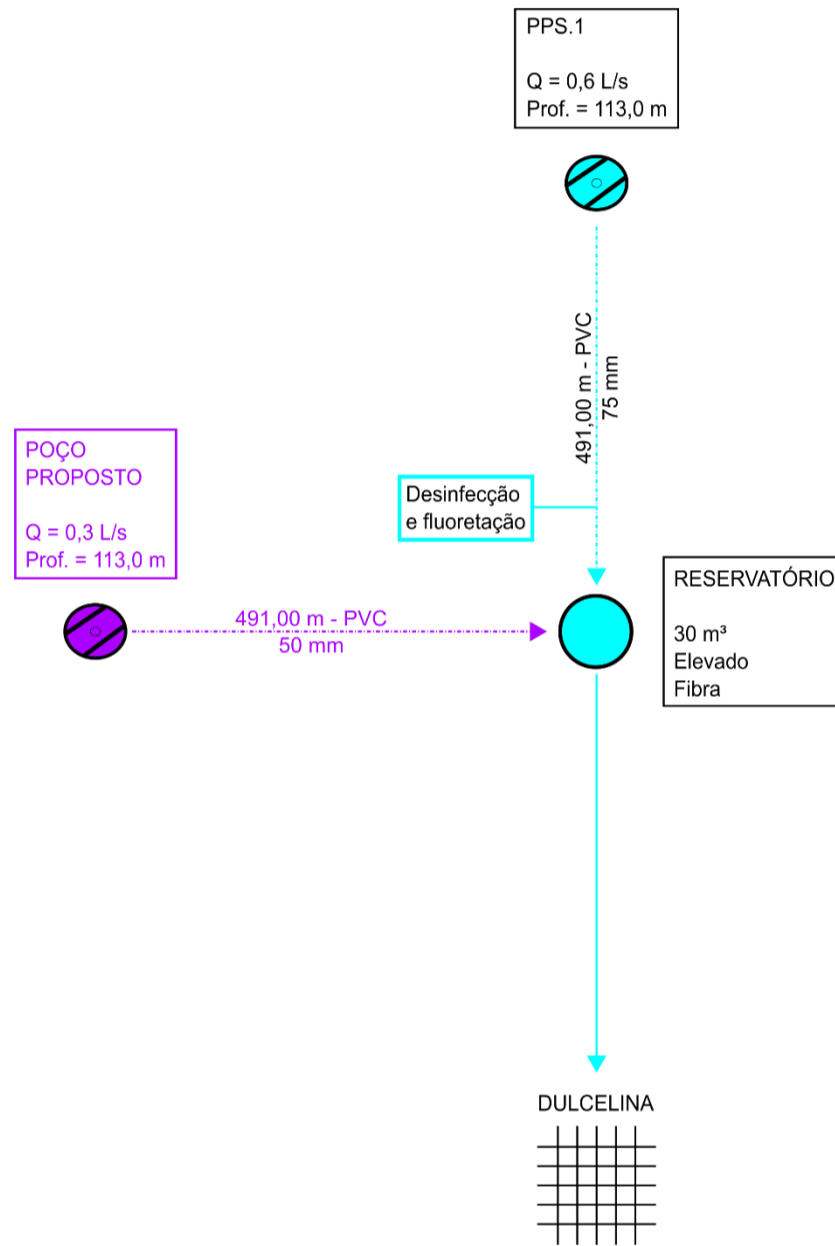 PPS.1
Q = 0,6 L/s
Prof. = 113,0 m
491,00 m - PVC
75 mm
POÇO
PROPOSTO
Q = 0,3 L/s
Prof. = 113,0 m
Desinfecção
e fluoretação
491,00 m - PVC
50 mm
RESERVATÓRIO
30 m³
Elevado
Fibra
DULCELINA